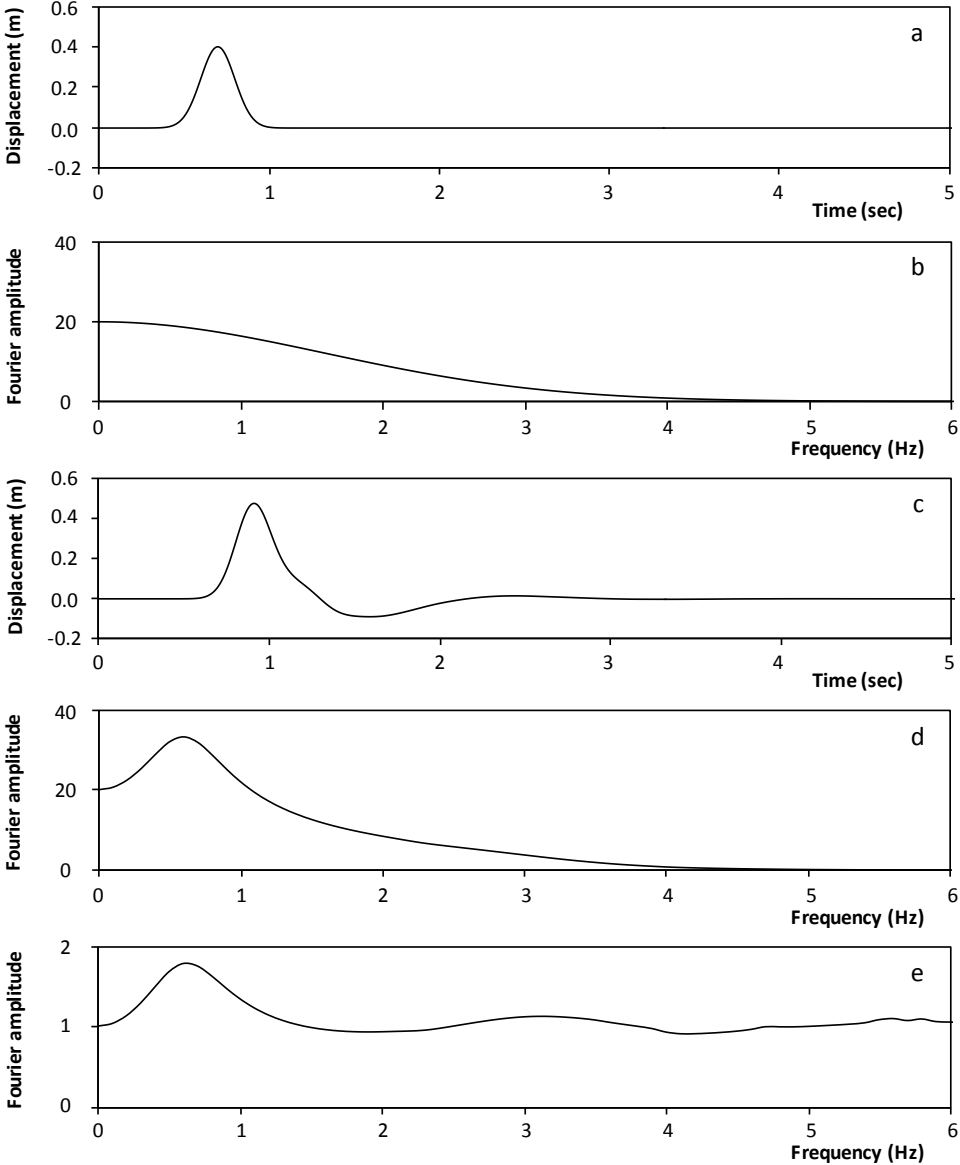 Displacement (m)
0.6
0.4
0.2
0.0
-0.2
a
0 1 2 3 4 5
Time (sec)
Fourier amplitude
40
20
0
b
0 1 2 3 4 5 6
Frequency (Hz)
Displacement (m)
0.6
0.4
0.2
0.0
-0.2
c
0 1 2 3 4 5
Time (sec)
Fourier amplitude
40
20
0
d
0 1 2 3 4 5 6
Frequency (Hz)
Fourier amplitude
2
1
0
e
0 1 2 3 4 5 6
Frequency (Hz)